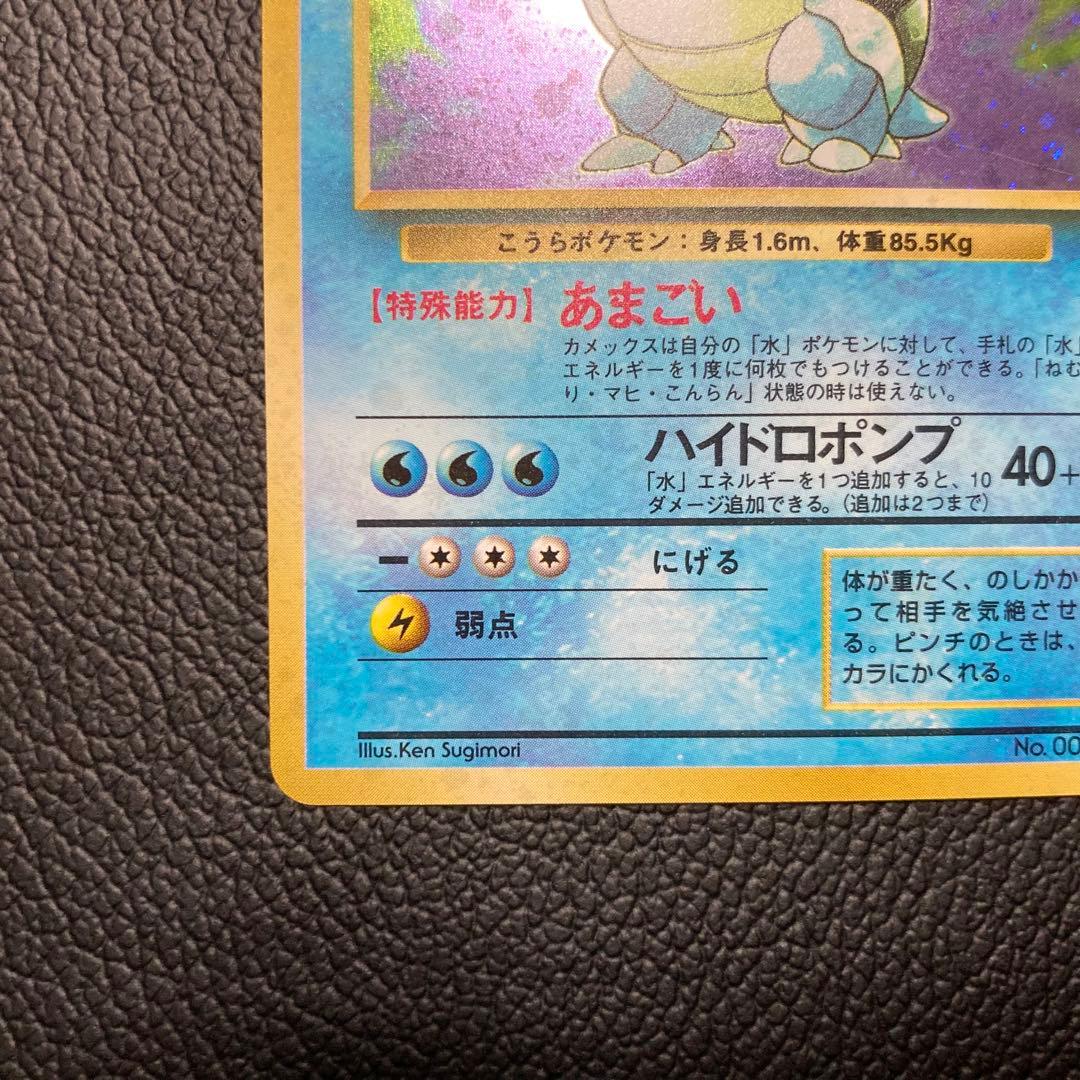 こうらポケモン：身長1.6m、体重85.5Kg
【特殊能力】 あまごい
カメックスは自分の「水」ポケモンに対して、手札の「水」
エネルギーを1度に何枚でもつけることができる。「ねむ
り・マヒ・こんらん」状態の時は使えない。
ハイドロポンプ 40+
「水」エネルギーを1つ追加すると、10
ダメージ追加できる。（追加は2つまで）
ー にげる
弱点
体が重たく、のしかか
って相手を気絶させ
る。ピンチのときは、
カラにかくれる。
Illus.Ken Sugimori
No. 00